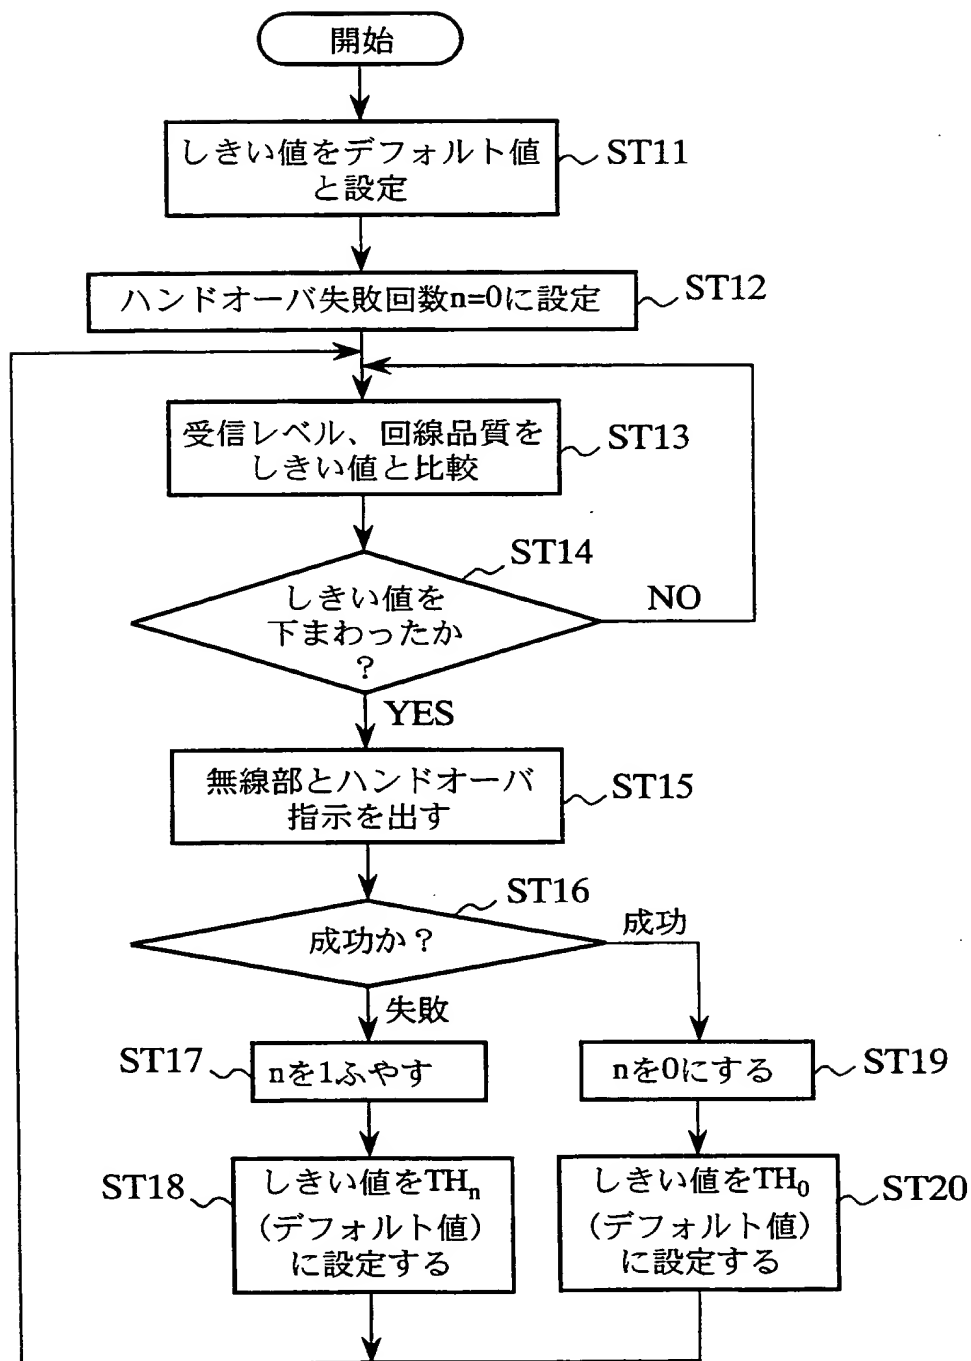 開始
しきい値をデフォルト値
と設定
ST11
ハンドオーバ失敗回数n=0に設定
ST12
受信レベル、回線品質を
しきい値と比較
ST13
ST14
しきい値を
下まわったか
？
NO
YES
無線部とハンドオーバ
指示を出す
ST15
ST16
成功か？
成功
失敗
ST17
nを1ふやす
nを0にする
ST19
ST18
しきい値をTHn
（デフォルト値）
に設定する
しきい値をTH0
（デフォルト値）
に設定する
ST20